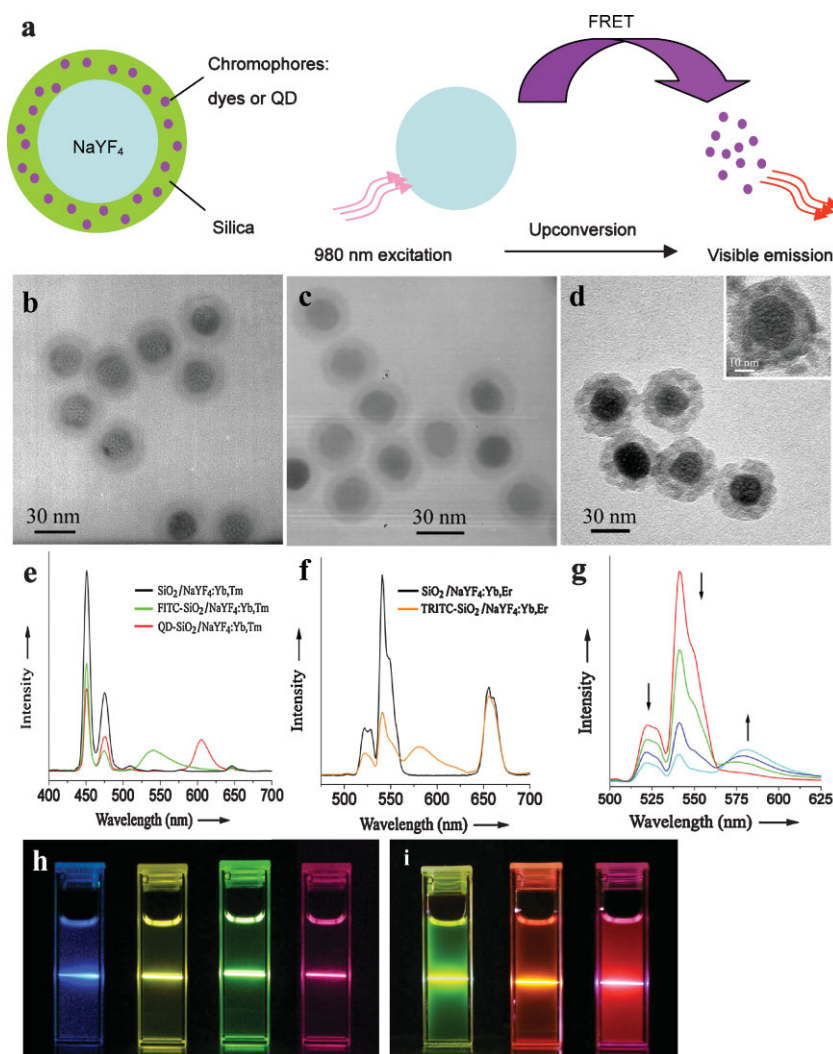 a
FRET
Chromophores:
dyes or QD
NaYF₄
Silica
980 nm excitation
Upconversion
Visible emission
b
30 nm
c
30 nm
d
10 nm
30 nm
e
SiO₂/NaYF₄:Yb,Tm
FITC-SiO₂/NaYF₄:Yb,Tm
QD-SiO₂/NaYF₄:Yb,Tm
Intensity
400 450 500 550 600 650 700
Wavelength (nm)
f
SiO₂/NaYF₄:Yb,Er
TRITC-SiO₂/NaYF₄:Yb,Er
Intensity
500 550 600 650 700
Wavelength (nm)
g
Intensity
500 525 550 575 600 625
Wavelength (nm)
h
i